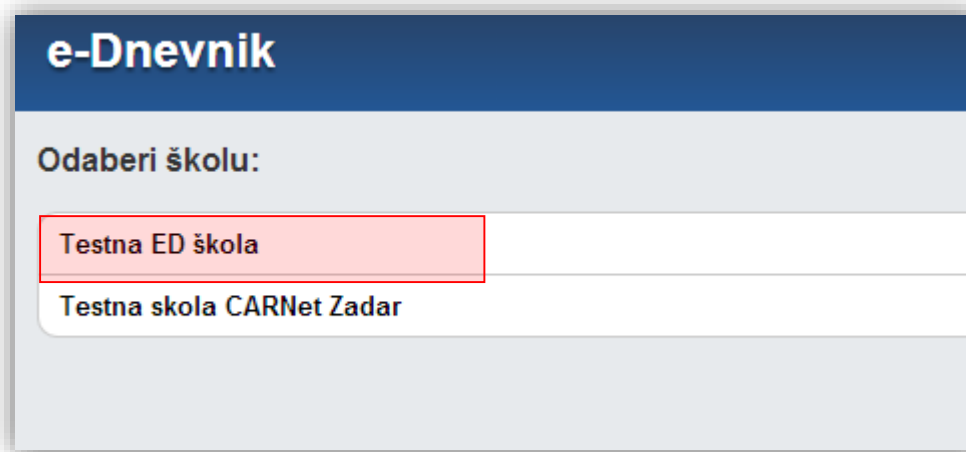 e-Dnevnik
Odaberi školu:
Testna ED škola
Testna skola CARNet Zadar